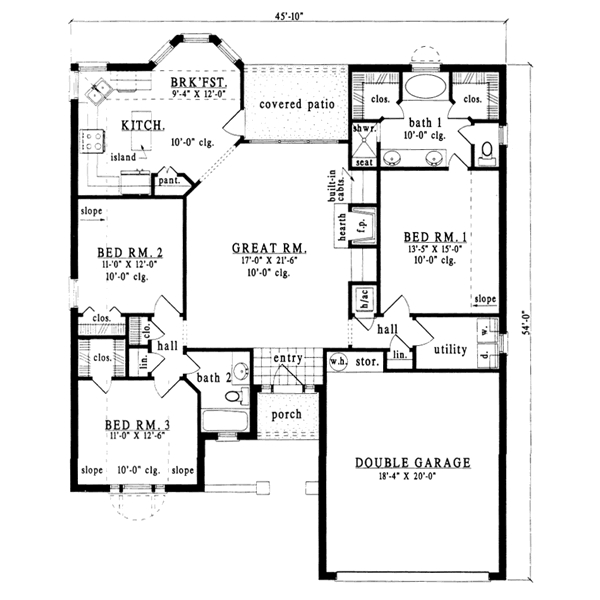 45'-10"
BRK'FST.
9'-4" X 12'-0"
covered patio
clos.
clos.
bath 1
10'-0" clg.
KITCH.
10'-0" clg.
island
shwr.
seat
pant.
built-in
cabts.
slope
hearth
f.p.
BED RM. 2
11'-0" X 12'-0"
10'-0" clg.
GREAT RM.
17'-0" X 21'-6"
10'-0" clg.
BED RM. 1
13'-5" X 15'-0"
10'-0" clg.
h/ac
slope
54'-0"
clos.
clo.
hall
hall
w.
utility
d.
clos.
lin.
entry
w.h.
stor.
lin.
bath 2
porch
BED RM. 3
11'-0" X 12'-6"
slope
10'-0" clg.
slope
DOUBLE GARAGE
18'-4" X 20'-0"